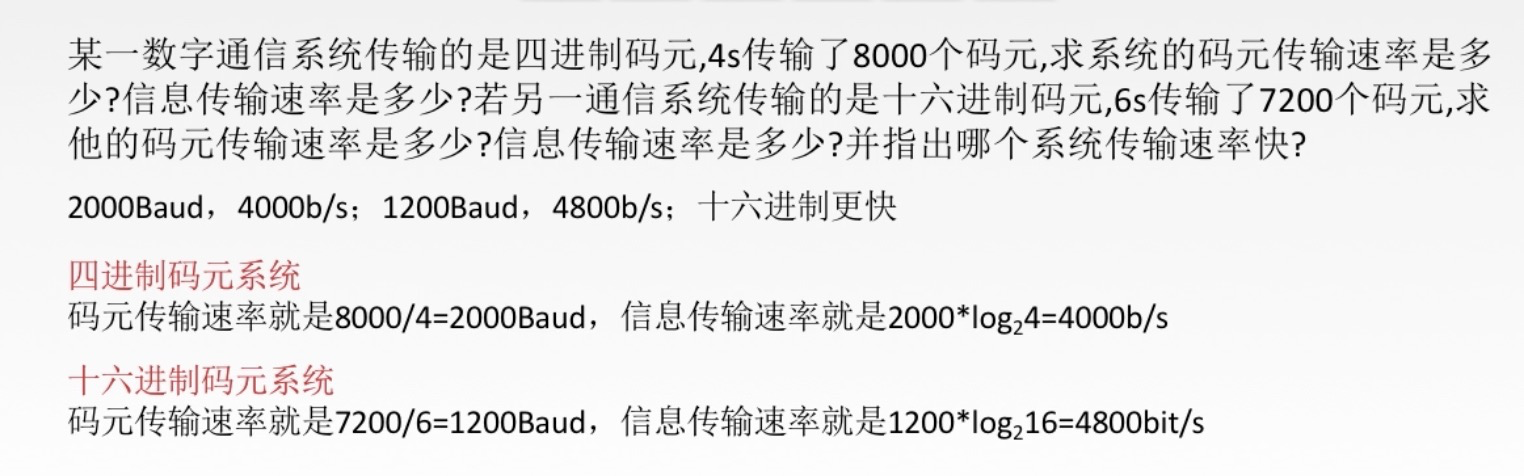 某一数字通信系统传输的是四进制码元,4s传输了8000个码元,求系统的码元传输速率是多
少?信息传输速率是多少?若另一通信系统传输的是十六进制码元,6s传输了7200个码元,求
他的码元传输速率是多少?信息传输速率是多少?并指出哪个系统传输速率快?
2000Baud，4000b/s；1200Baud，4800b/s；十六进制更快
四进制码元系统
码元传输速率就是8000/4=2000Baud，信息传输速率就是2000*log₂4=4000b/s
十六进制码元系统
码元传输速率就是7200/6=1200Baud，信息传输速率就是1200*log₂16=4800bit/s